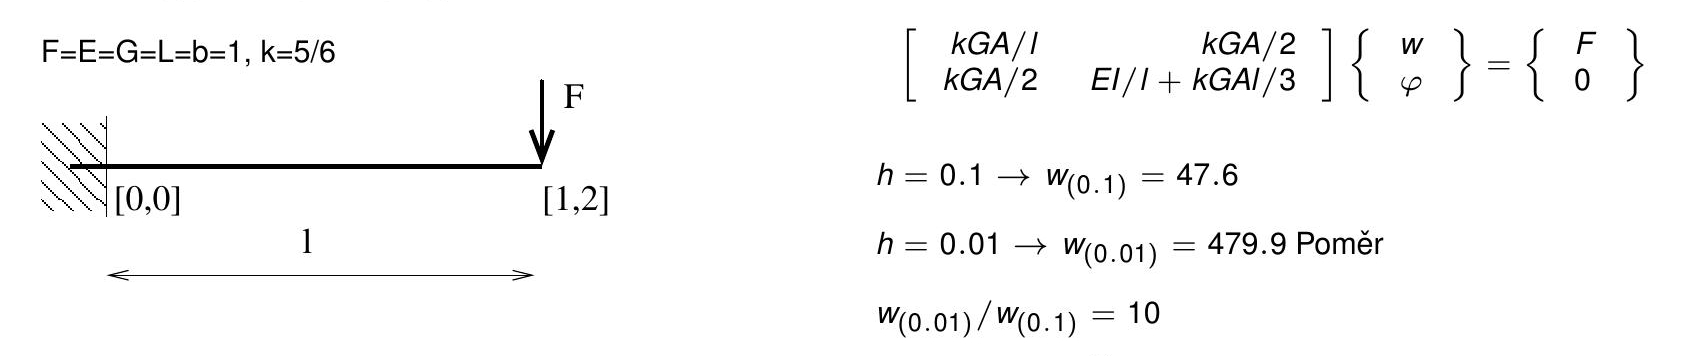 F=E=G=L=b=1, k=5/6
F
[0,0]
[1,2]
l
[ kGA/l kGA/2 ] { w } = { F }
[ kGA/2 EI/l + kGAl/3 ] { φ } = { 0 }
h = 0.1 → w(0.1) = 47.6
h = 0.01 → w(0.01) = 479.9 Poměr
w(0.01)/w(0.1) = 10